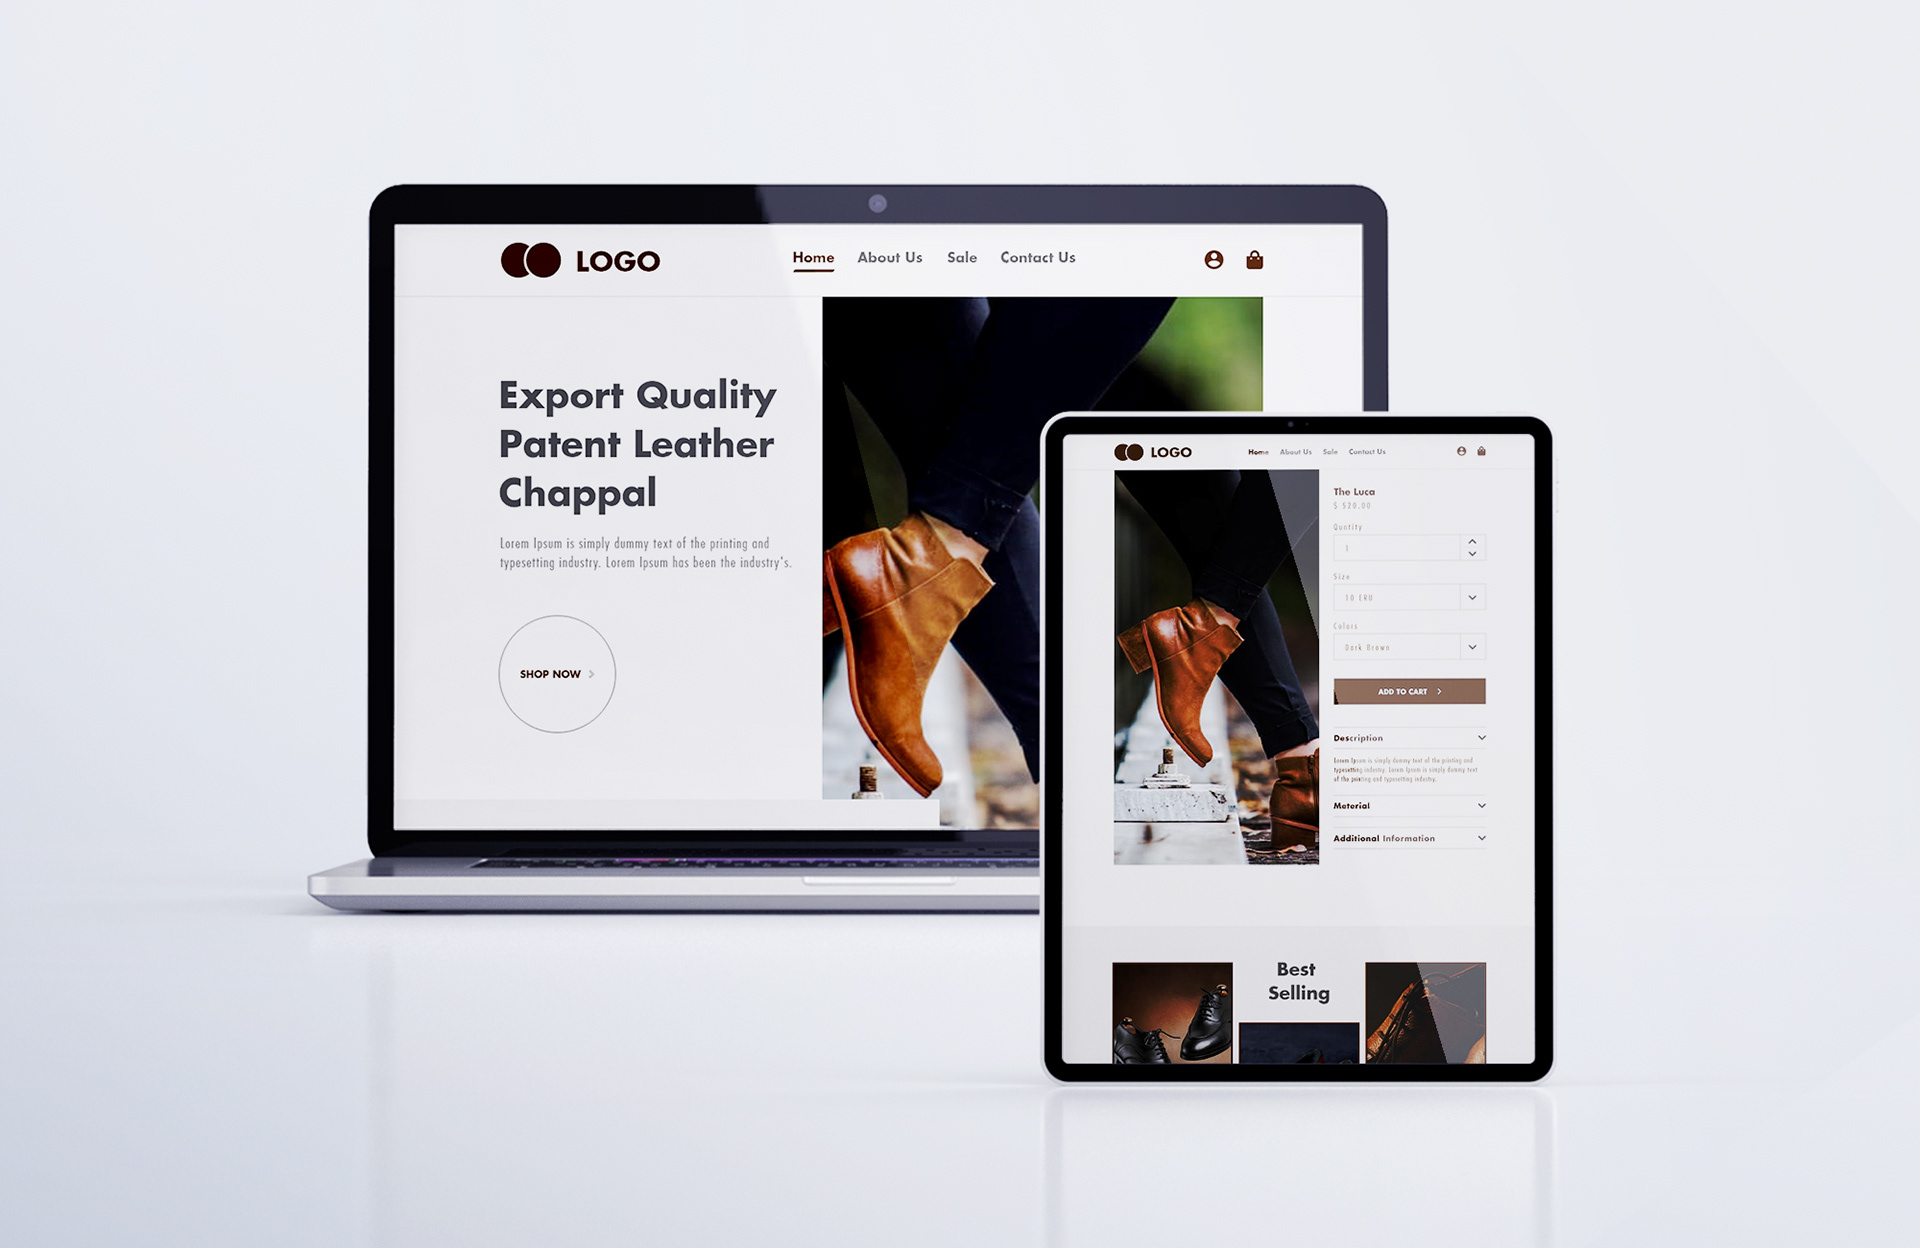 LOGO
Home About Us Sale Contact Us
Export Quality
Patent Leather
Chappal
Lorem Ipsum is simply dummy text of the printing and
typesetting industry. Lorem Ipsum has been the industry's.
SHOP NOW
LOGO
Home About Us Sale Contact Us
The Luca
$ 520.00
Quntity
1
Size
10 ERU
Colors
Dark Brown
ADD TO CART
Description
Lorem Ipsum is simply dummy text of the printing and
typesetting industry. Lorem Ipsum is simply dummy text
of the printing and typesetting industry.
Meterial
Additional Information
Best
Selling